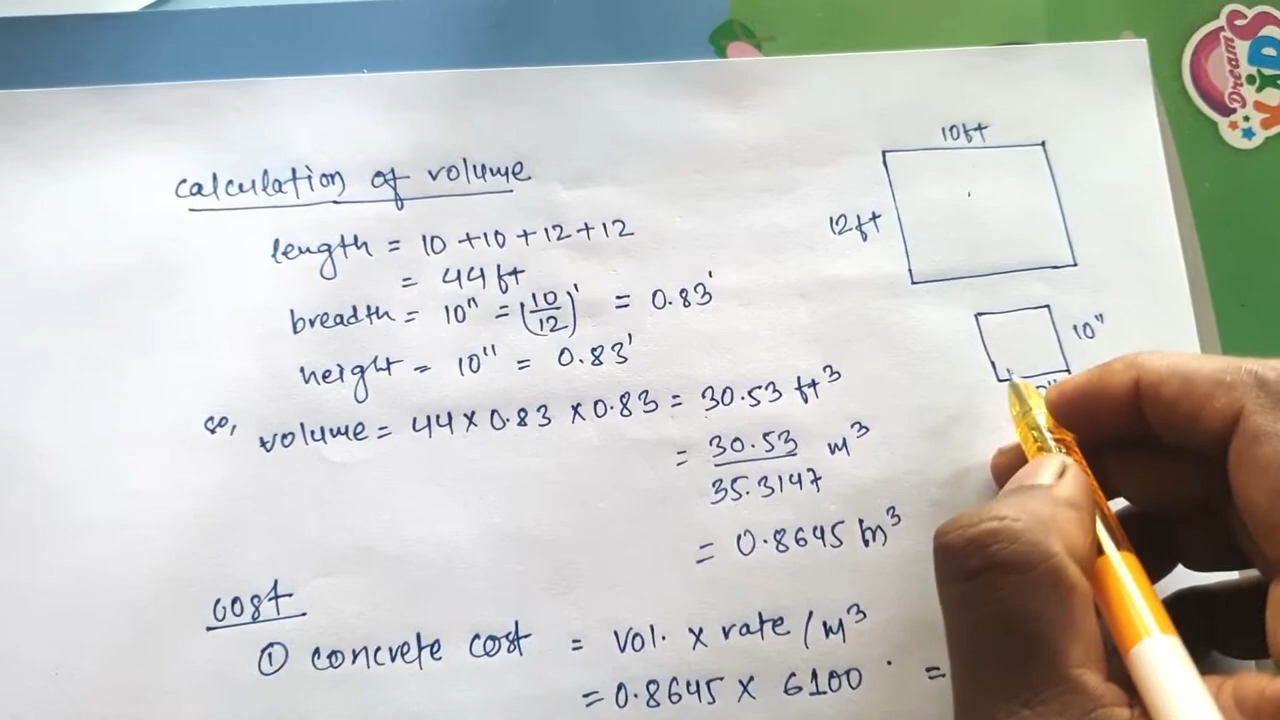 calculation of volume
length = 10 + 10 + 12 + 12
= 44 ft
breadth = 10" = (10/12)' = 0.83'
height = 10" = 0.83'
so, volume = 44 x 0.83 x 0.83 = 30.53 ft³
= 30.53/35.3147 m³
= 0.8645 m³
cost
① concrete cost = vol. x rate / m³
= 0.8645 x 6100 =
10ft
12ft
10"
Dream
KIDS